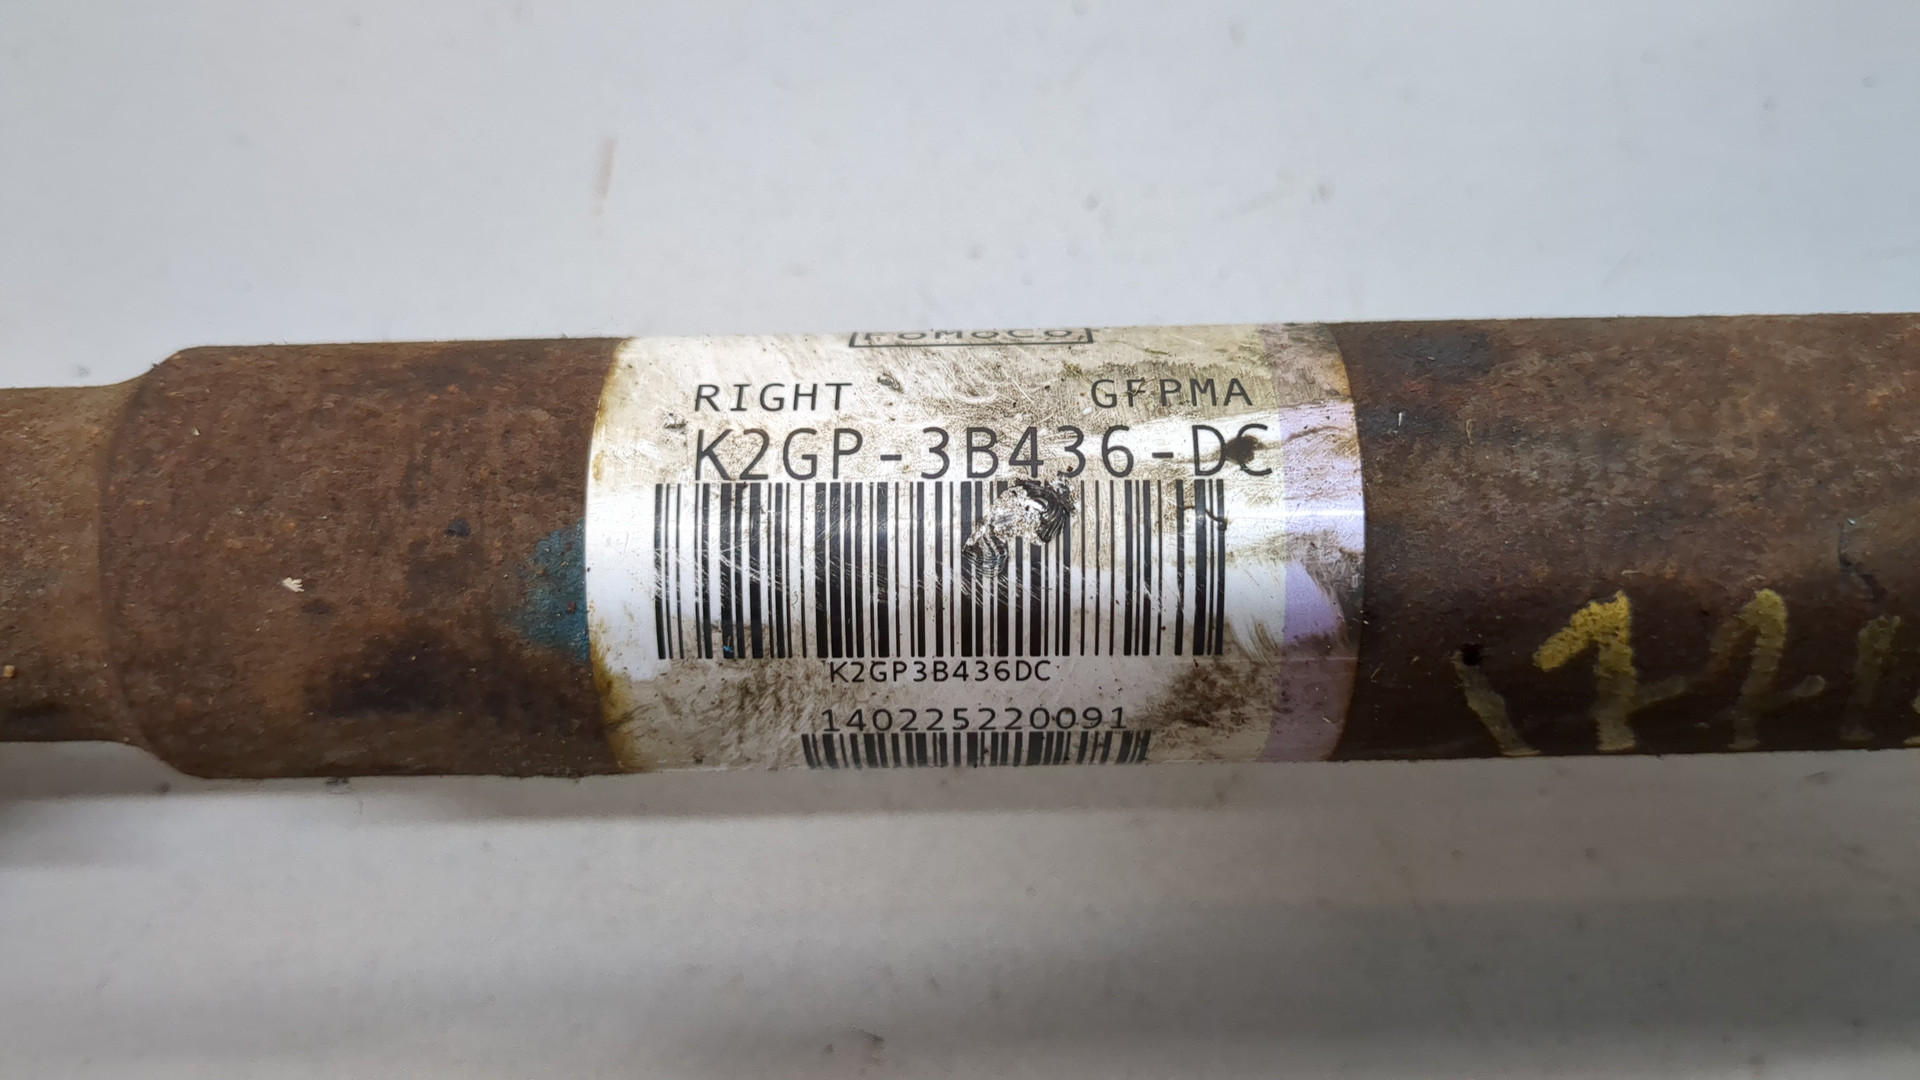 FOMOCO
RIGHT GFPMA
K2GP-3B436-DC
K2GP3B436DC
140225220091